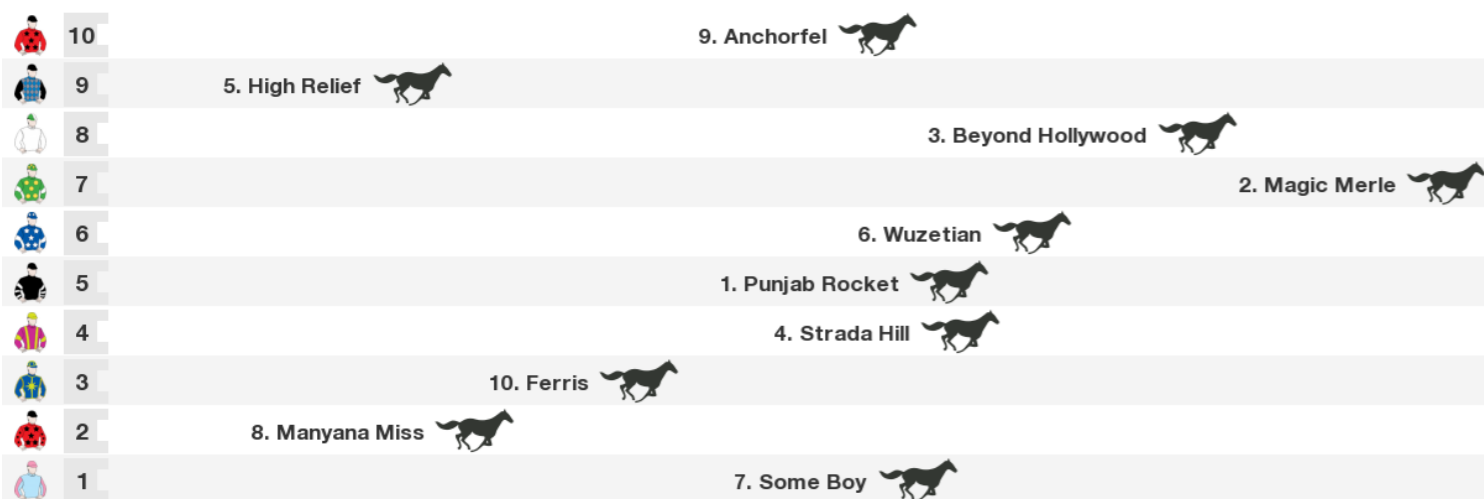 10 9. Anchorfel
9 5. High Relief
8 3. Beyond Hollywood
7 2. Magic Merle
6 6. Wuzetian
5 1. Punjab Rocket
4 4. Strada Hill
3 10. Ferris
2 8. Manyana Miss
1 7. Some Boy